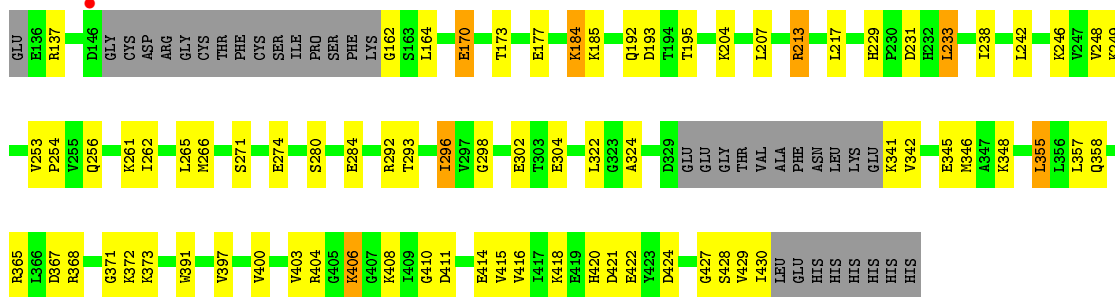 GLU E136 R137 D146 GLY CYS ASP ARG GLY CYS THR PHE CYS SER ILE PRO SER PHE LYS G162 S163 L164 E170 T173 E177 K184 K185 Q192 D193 T194 T195 K204 L207 R213 L217 H229 P230 D231 H232 L233 I238 L242 K246 V247 V248
V253 P254 V255 Q256 K261 I262 L265 M266 S271 E274 S280 E284 R292 T293 I296 V297 G298 E302 T303 E304 L322 G323 A324 D329 GLU GLU GLY THR VAL ALA PHE ASN LEU LYS GLU K341 V342 E345 M346 A347 K348 L355 L356 L357 Q358
R365 L366 D367 R368 G371 K372 K373 W391 V397 V400 V403 R404 G405 K406 G407 K408 I409 G410 D411 E414 V415 V416 I417 K418 E419 H420 D421 E422 Y423 D424 G427 S428 V429 I430 LEU GLU HIS HIS HIS HIS HIS HIS